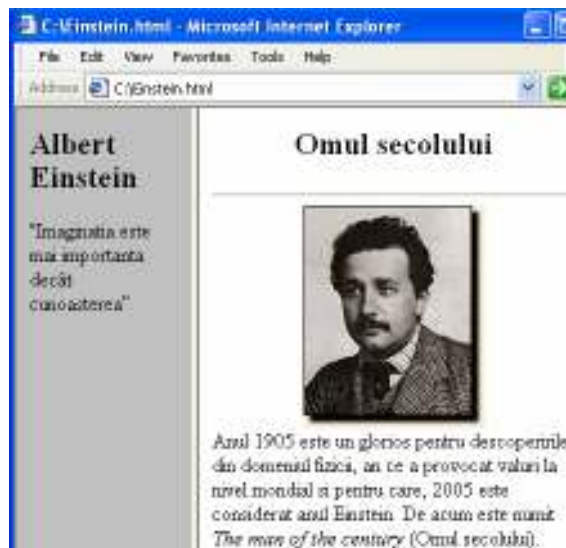 C:\Einstein.html - Microsoft Internet Explorer
File Edit View Favorites Tools Help
Address C:\Einstein.html
Albert
Einstein
"Imaginatia este
mai importanta
decât
cunoasterea"
Omul secolului
Anul 1905 este un glorios pentru descoperirile
din domeniul fizicii, an ce a provocat valuri la
nivel mondial si pentru care, 2005 este
considerat anul Einstein. De acum este numit
The man of the century (Omul secolului).